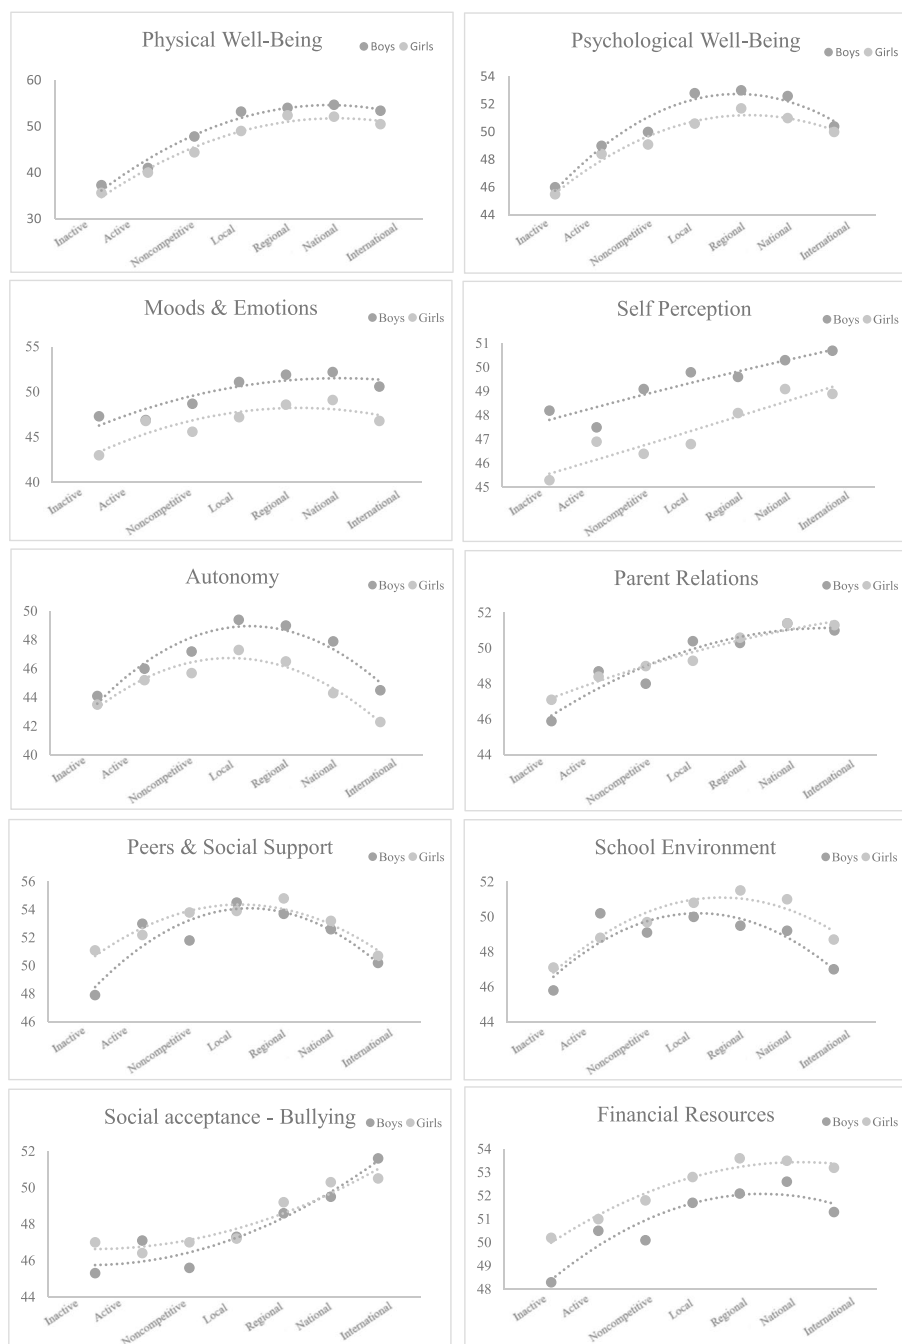 Physical Well-Being
Boys Girls
60
50
40
30
Inactive
Active
Noncompetitive
Local
Regional
National
International
Psychological Well-Being
Boys Girls
54
52
50
48
46
44
Inactive
Active
Noncompetitive
Local
Regional
National
International
Moods & Emotions
Boys Girls
55
50
45
40
Inactive
Active
Noncompetitive
Local
Regional
National
International
Self Perception
Boys Girls
51
50
49
48
47
46
45
Inactive
Active
Noncompetitive
Local
Regional
National
International
Autonomy
Boys Girls
50
48
46
44
42
40
Inactive
Active
Noncompetitive
Local
Regional
National
International
Parent Relations
Boys Girls
52
50
48
46
44
Inactive
Active
Noncompetitive
Local
Regional
National
International
Peers & Social Support
Boys Girls
56
54
52
50
48
46
Inactive
Active
Noncompetitive
Local
Regional
National
International
School Environment
Boys Girls
52
50
48
46
44
Inactive
Active
Noncompetitive
Local
Regional
National
International
Social acceptance - Bullying
Boys Girls
52
50
48
46
44
Inactive
Active
Noncompetitive
Local
Regional
National
International
Financial Resources
Boys Girls
54
53
52
51
50
49
48
Inactive
Active
Noncompetitive
Local
Regional
National
International